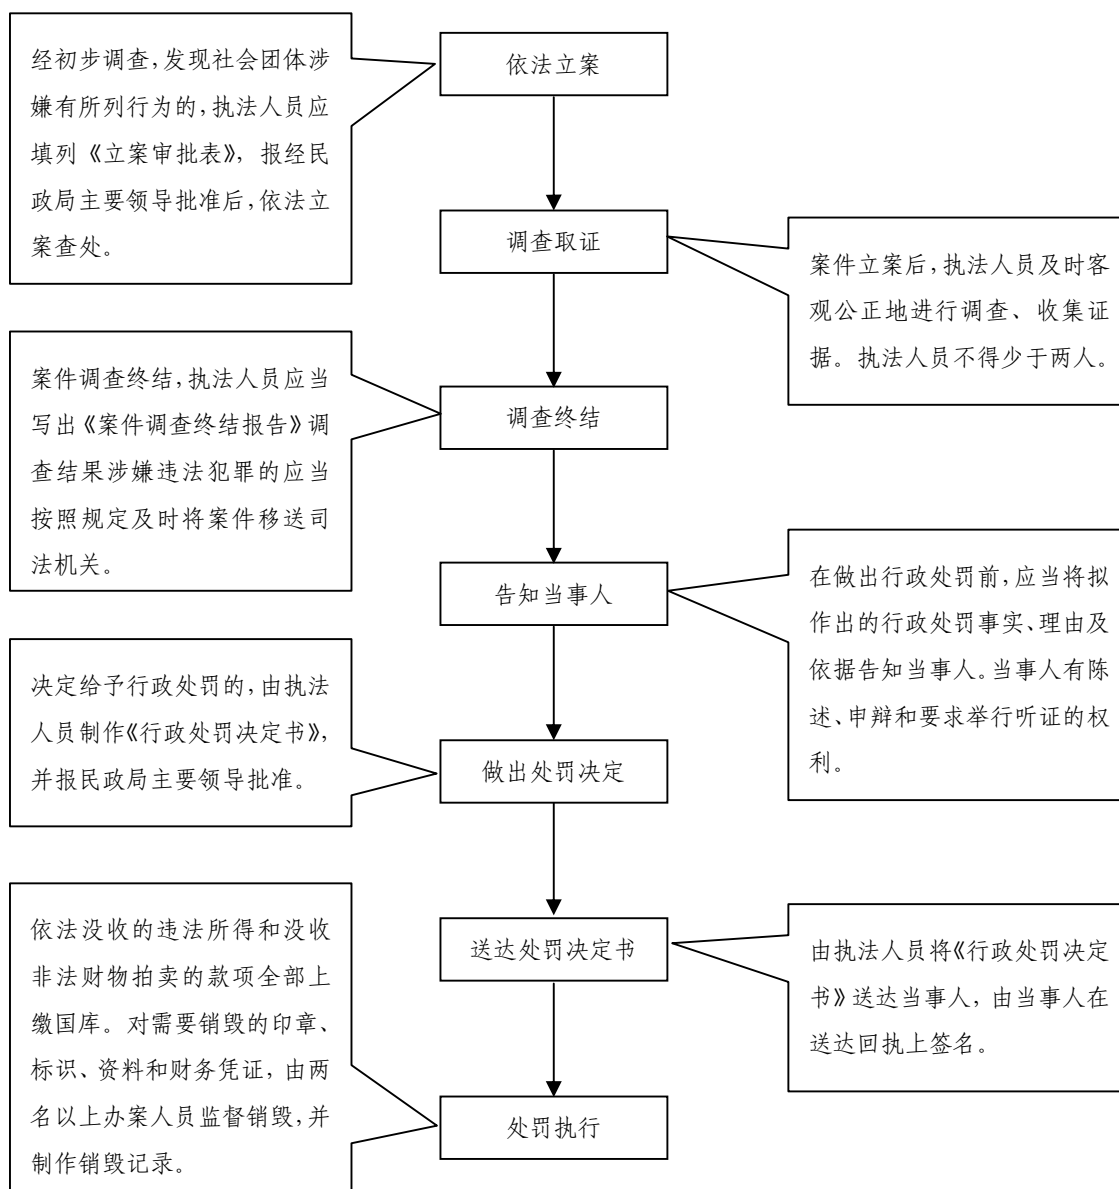 依法立案
经初步调查,发现社会团体涉
嫌有所列行为的,执法人员应
填列《立案审批表》, 报经民
政局主要领导批准后,依法立
案查处。
调查取证
案件立案后,执法人员及时客
观公正地进行调查、收集证
据。执法人员不得少于两人。
调查终结
案件调查终结,执法人员应当
写出《案件调查终结报告》调
查结果涉嫌违法犯罪的应当
按照规定及时将案件移送司
法机关。
告知当事人
在做出行政处罚前,应当将拟
作出的行政处罚事实、理由及
依据告知当事人。当事人有陈
述、申辩和要求举行听证的权
利。
做出处罚决定
决定给予行政处罚的,由执法
人员制作《行政处罚决定书》,
并报民政局主要领导批准。
送达处罚决定书
由执法人员将《行政处罚决定
书》送达当事人, 由当事人在
送达回执上签名。
处罚执行
依法没收的违法所得和没收
非法财物拍卖的款项全部上
缴国库。对需要销毁的印章、
标识、资料和财务凭证, 由两
名以上办案人员监督销毁,并
制作销毁记录。